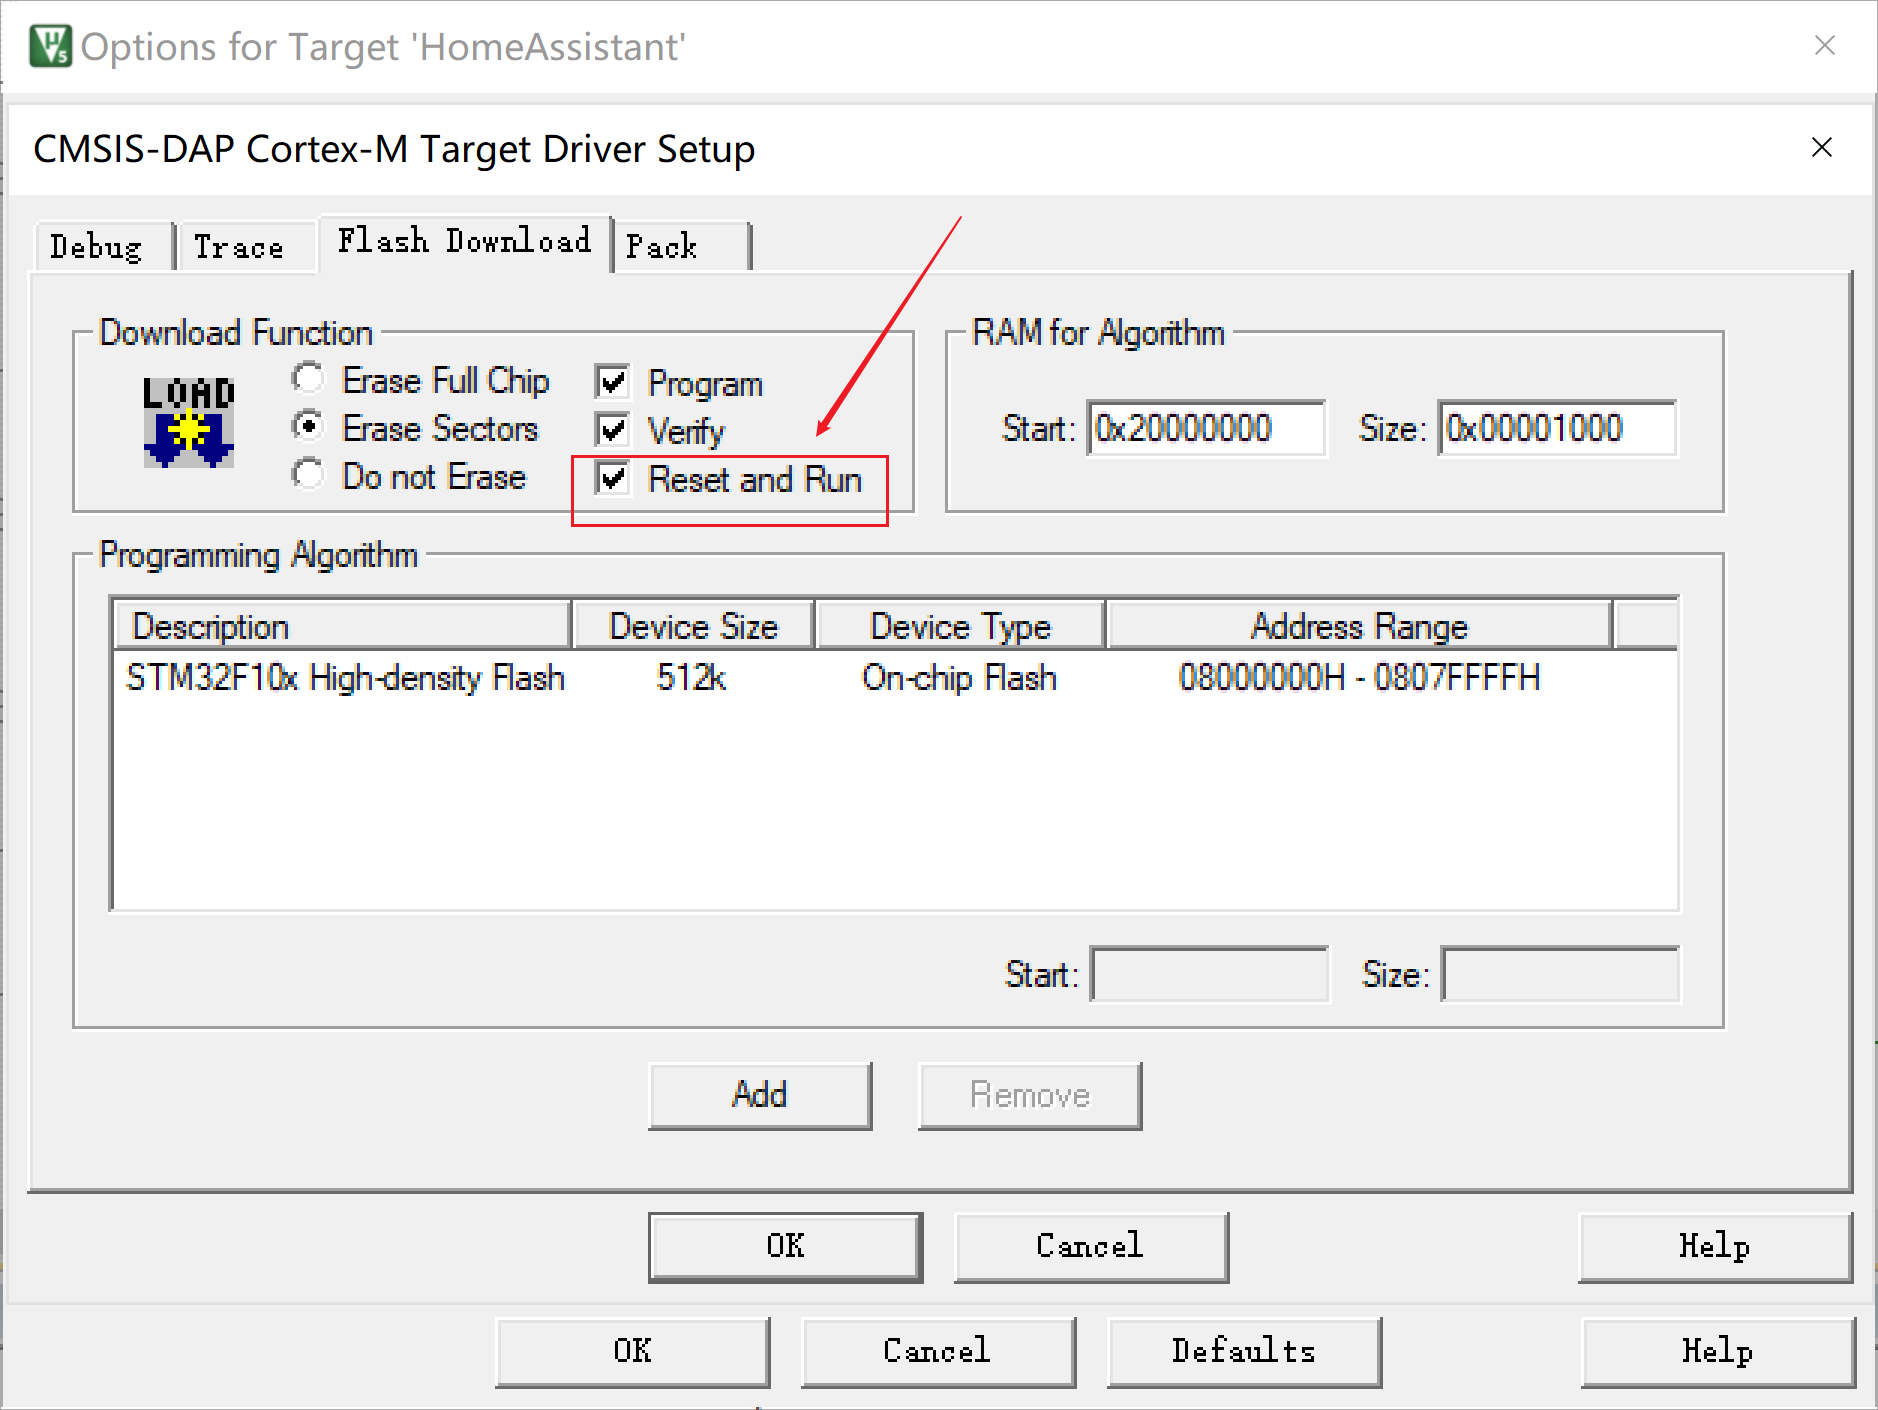 Options for Target 'HomeAssistant'
CMSIS-DAP Cortex-M Target Driver Setup
Debug Trace Flash Download Pack
Download Function
LOAD
Erase Full Chip
Erase Sectors
Do not Erase
Program
Verify
Reset and Run
RAM for Algorithm
Start: 0x20000000 Size: 0x00001000
Programming Algorithm
Description Device Size Device Type Address Range
STM32F10x High-density Flash 512k On-chip Flash 08000000H - 0807FFFFH
Start: Size:
Add Remove
OK Cancel Help
OK Cancel Defaults Help